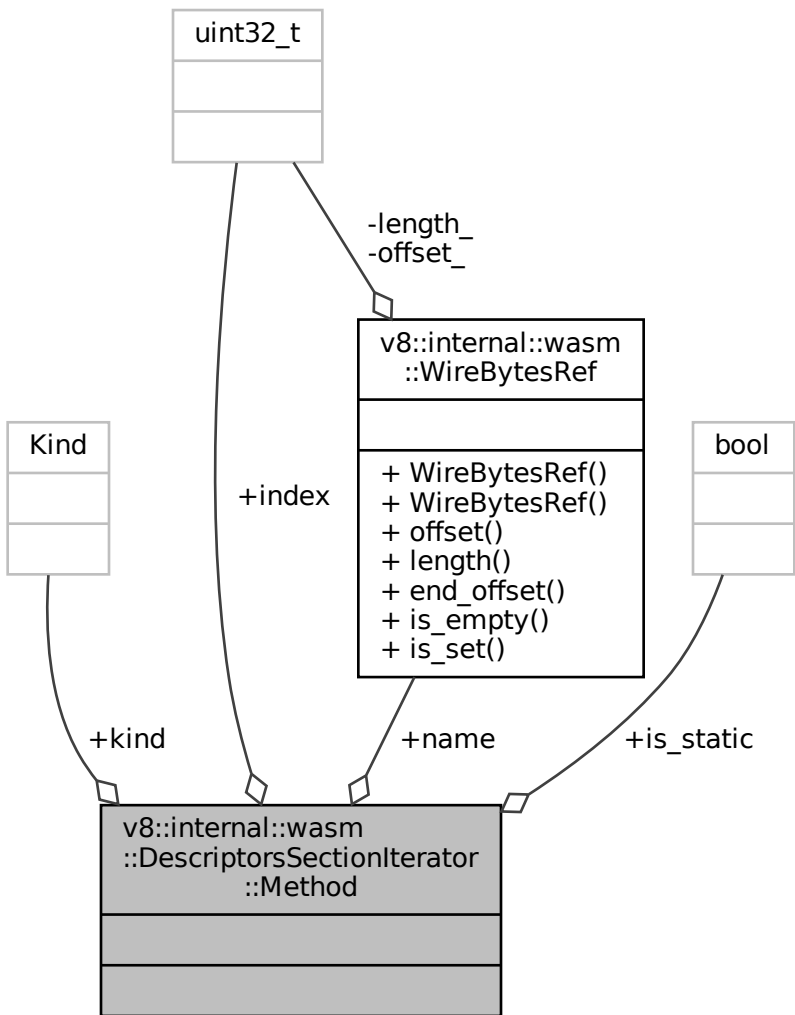 uint32_t
-length_
-offset_
v8::internal::wasm
::WireBytesRef
Kind
bool
+ WireBytesRef()
+ WireBytesRef()
+ offset()
+ length()
+ end_offset()
+ is_empty()
+ is_set()
+index
+kind
+name
+is_static
v8::internal::wasm
::DescriptorsSectionIterator
::Method